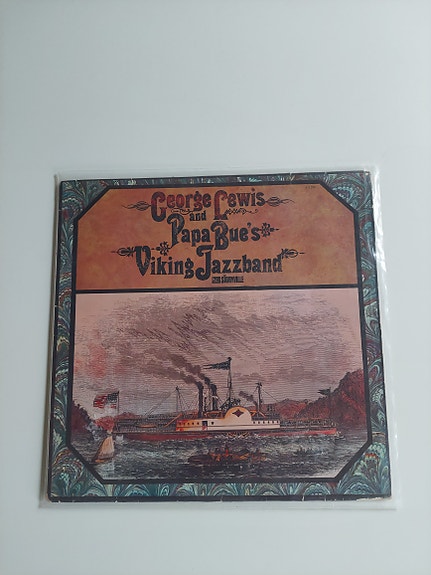 George Lewis
and
Papa Bue's
Viking Jazzband